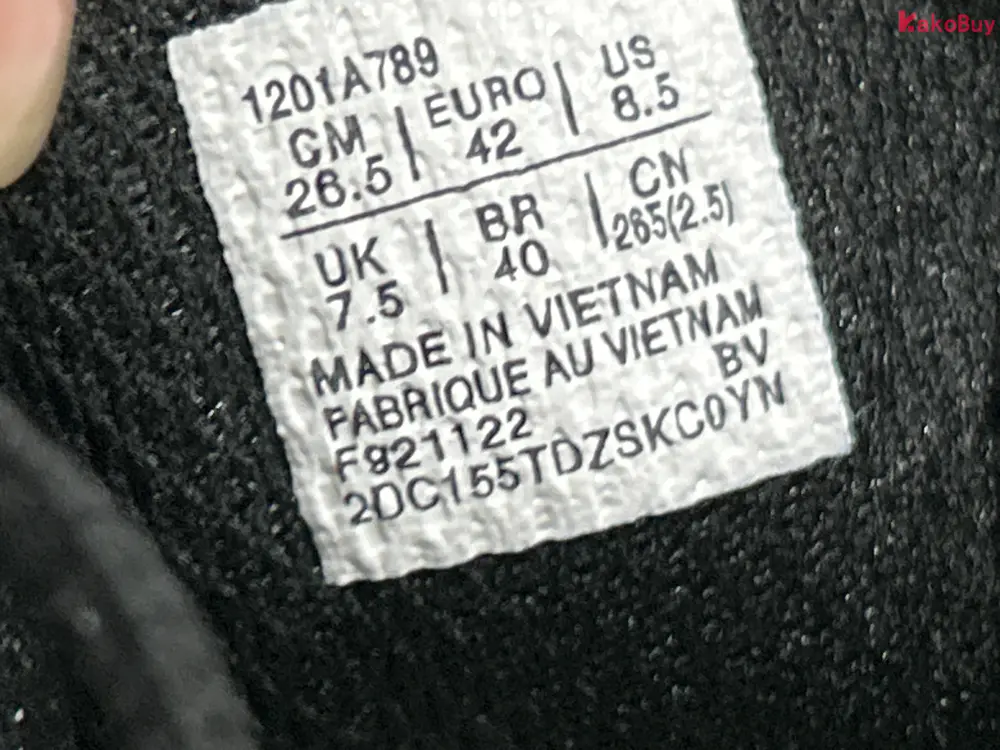 KakoBuy
1201A789
CM | EURO | US
26.5 | 42 | 8.5
UK | BR | CN
7.5 | 40 | 265(2.5)
MADE IN VIETNAM
FABRIQUE AU VIETNAM
BV
F921122
2DC155TDZSKC0YN